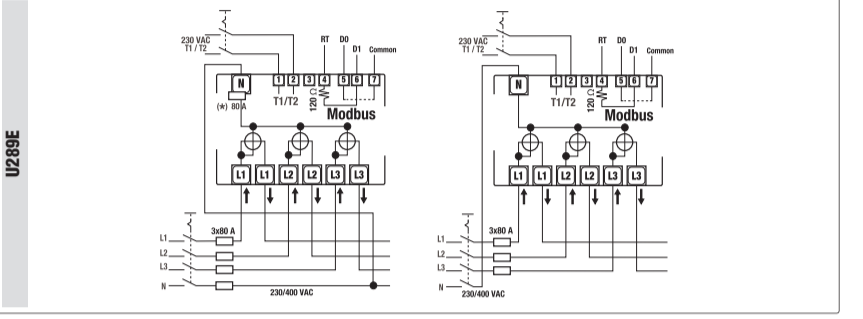 U289E
230 VAC
T1 / T2
RT D0
D1 Common
N
1 2 3 4 5 6 7
T1/T2
120 Ω
(*) 80 A
Modbus
L1 L1 L2 L2 L3 L3
3x80 A
L1
L2
L3
N
230/400 VAC
230 VAC
T1 / T2
RT D0
D1 Common
N
1 2 3 4 5 6 7
T1/T2
120 Ω
Modbus
L1 L1 L2 L2 L3 L3
3x80 A
L1
L2
L3
N
230/400 VAC